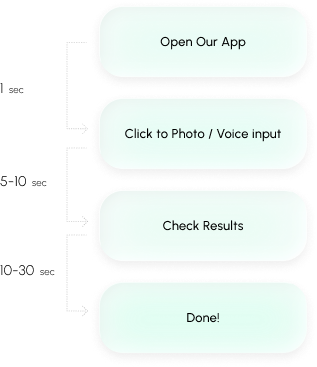 Open Our App
1 sec
Click to Photo / Voice input
5-10 sec
Check Results
10-30 sec
Done!